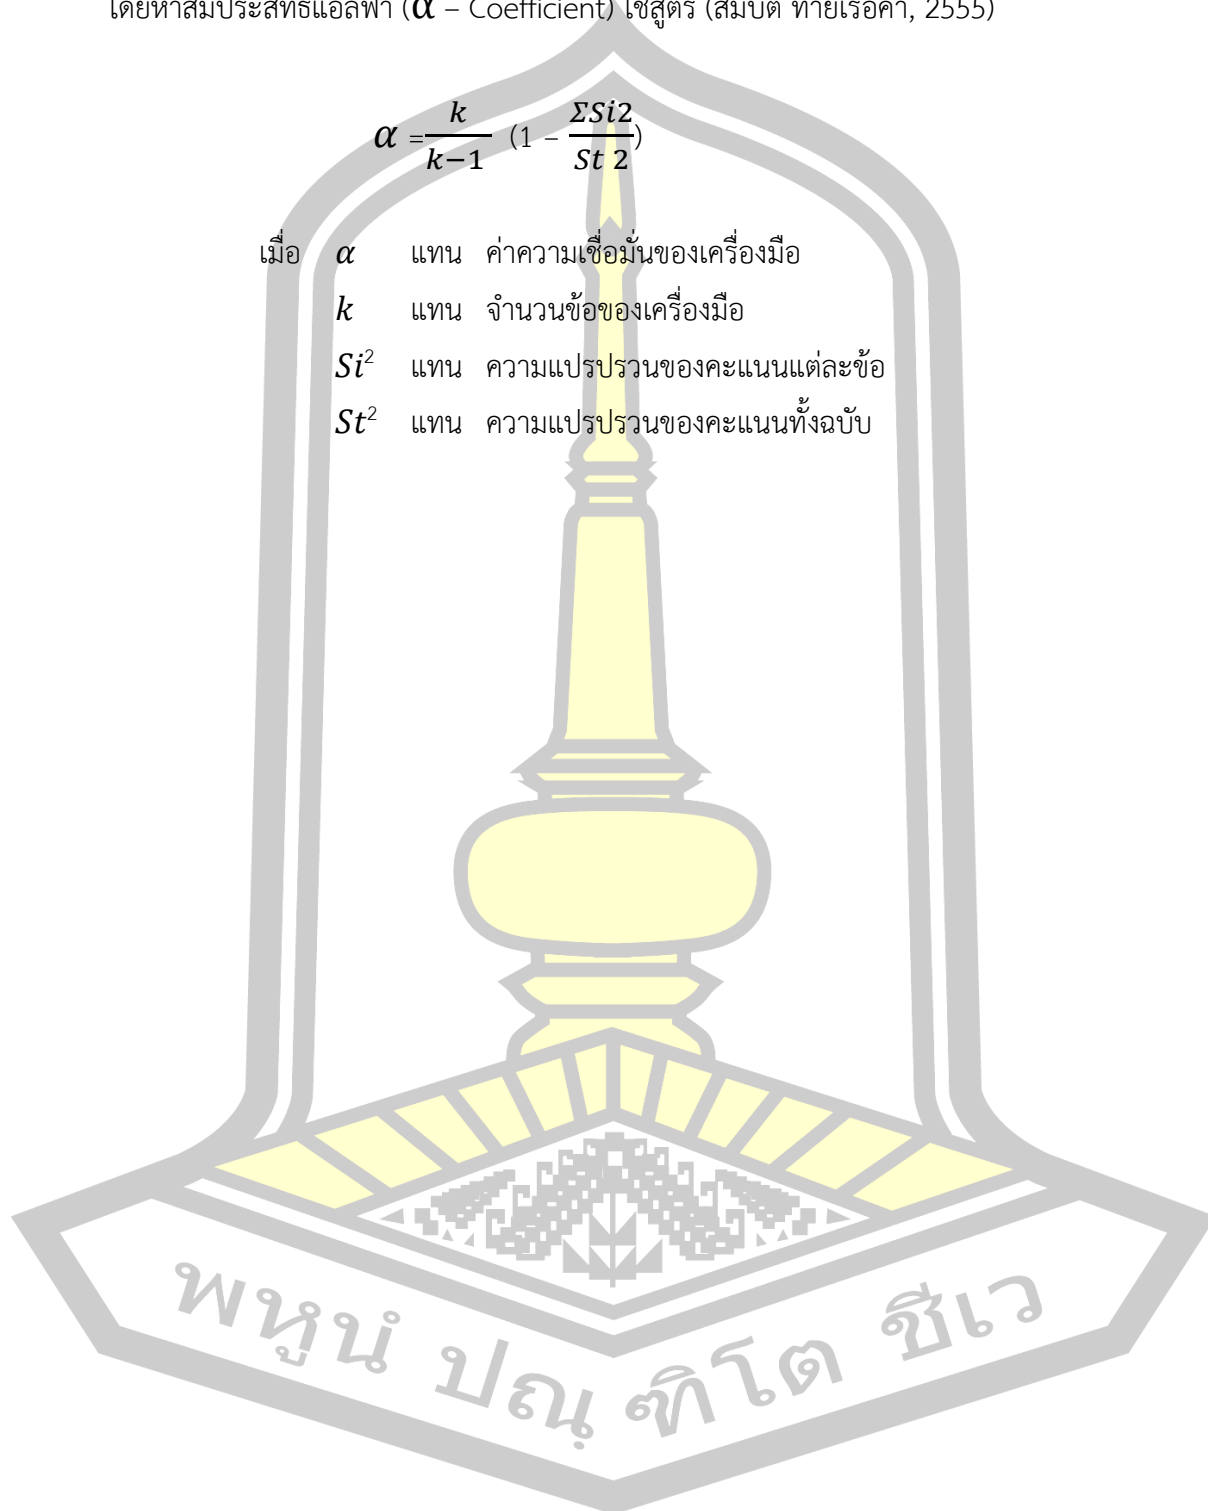 โดยหาสัมประสิทธิ์แอลฟา (α – Coefficient) ใช้สูตร (สมบัติ ท้ายเรือคำ, 2555)
α = k/k−1 (1 – ΣSi2/St 2)
เมื่อ α แทน ค่าความเชื่อมั่นของเครื่องมือ
k แทน จำนวนข้อของเครื่องมือ
Si² แทน ความแปรปรวนของคะแนนแต่ละข้อ
St² แทน ความแปรปรวนของคะแนนทั้งฉบับ
พหูนํ ปณฺ ฑิโต ชีเว